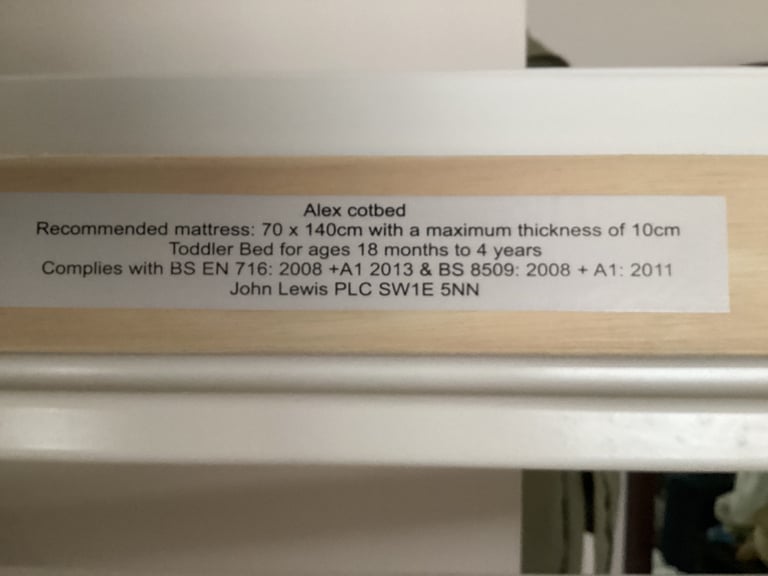 Alex cotbed
Recommended mattress: 70 x 140cm with a maximum thickness of 10cm
Toddler Bed for ages 18 months to 4 years
Complies with BS EN 716: 2008 +A1 2013 & BS 8509: 2008 + A1: 2011
John Lewis PLC SW1E 5NN